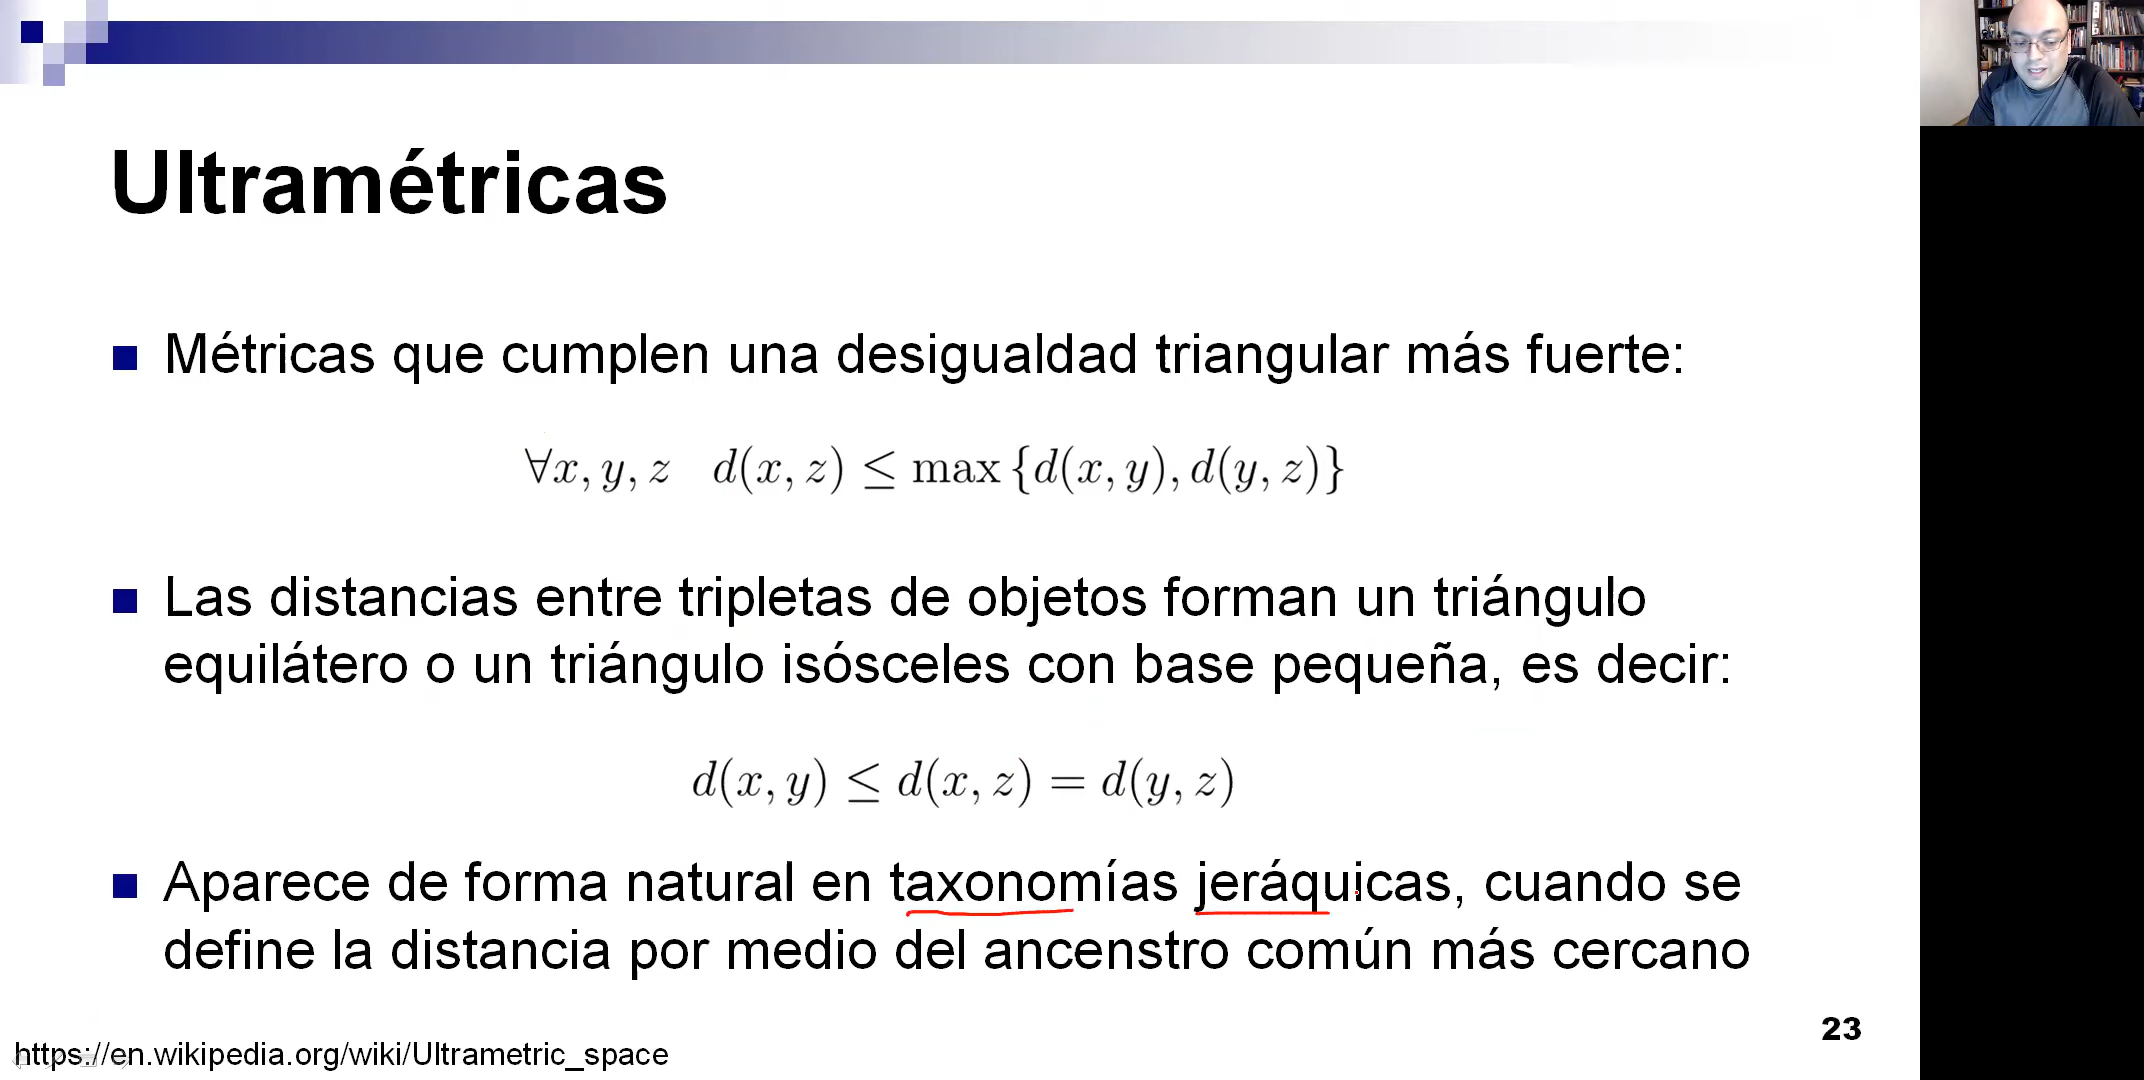 Ultramétricas
Métricas que cumplen una desigualdad triangular más fuerte:
∀x, y, z d(x, z) ≤ max {d(x, y), d(y, z)}
Las distancias entre tripletas de objetos forman un triángulo
equilátero o un triángulo isósceles con base pequeña, es decir:
d(x, y) ≤ d(x, z) = d(y, z)
Aparece de forma natural en taxonomías jeráquicas, cuando se
define la distancia por medio del ancenstro común más cercano
23
https://en.wikipedia.org/wiki/Ultrametric_space